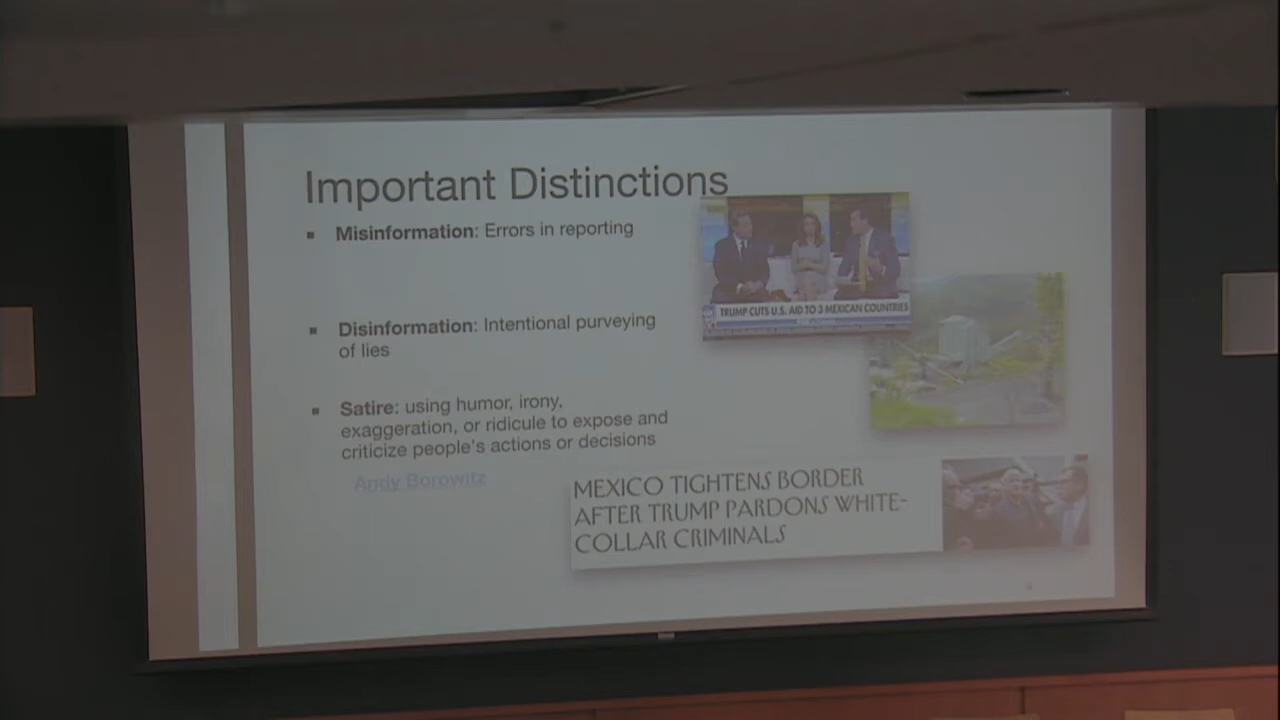 Important Distinctions
▪ Misinformation: Errors in reporting
TRUMP CUTS U.S. AID TO 3 MEXICAN COUNTRIES
▪ Disinformation: Intentional purveying
of lies
▪ Satire: using humor, irony,
exaggeration, or ridicule to expose and
criticize people's actions or decisions
Andy Borowitz
MEXICO TIGHTENS BORDER
AFTER TRUMP PARDONS WHITE-
COLLAR CRIMINALS